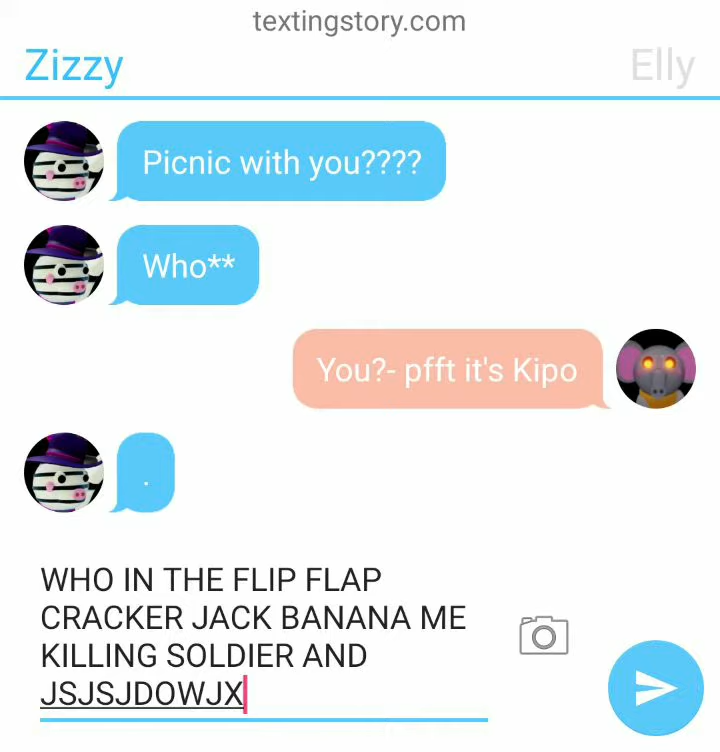 textingstory.com
Zizzy
Elly
Picnic with you????
Who**
You?- pfft it's Kipo
.
WHO IN THE FLIP FLAP
CRACKER JACK BANANA ME
KILLING SOLDIER AND
JSJSJDOWJX